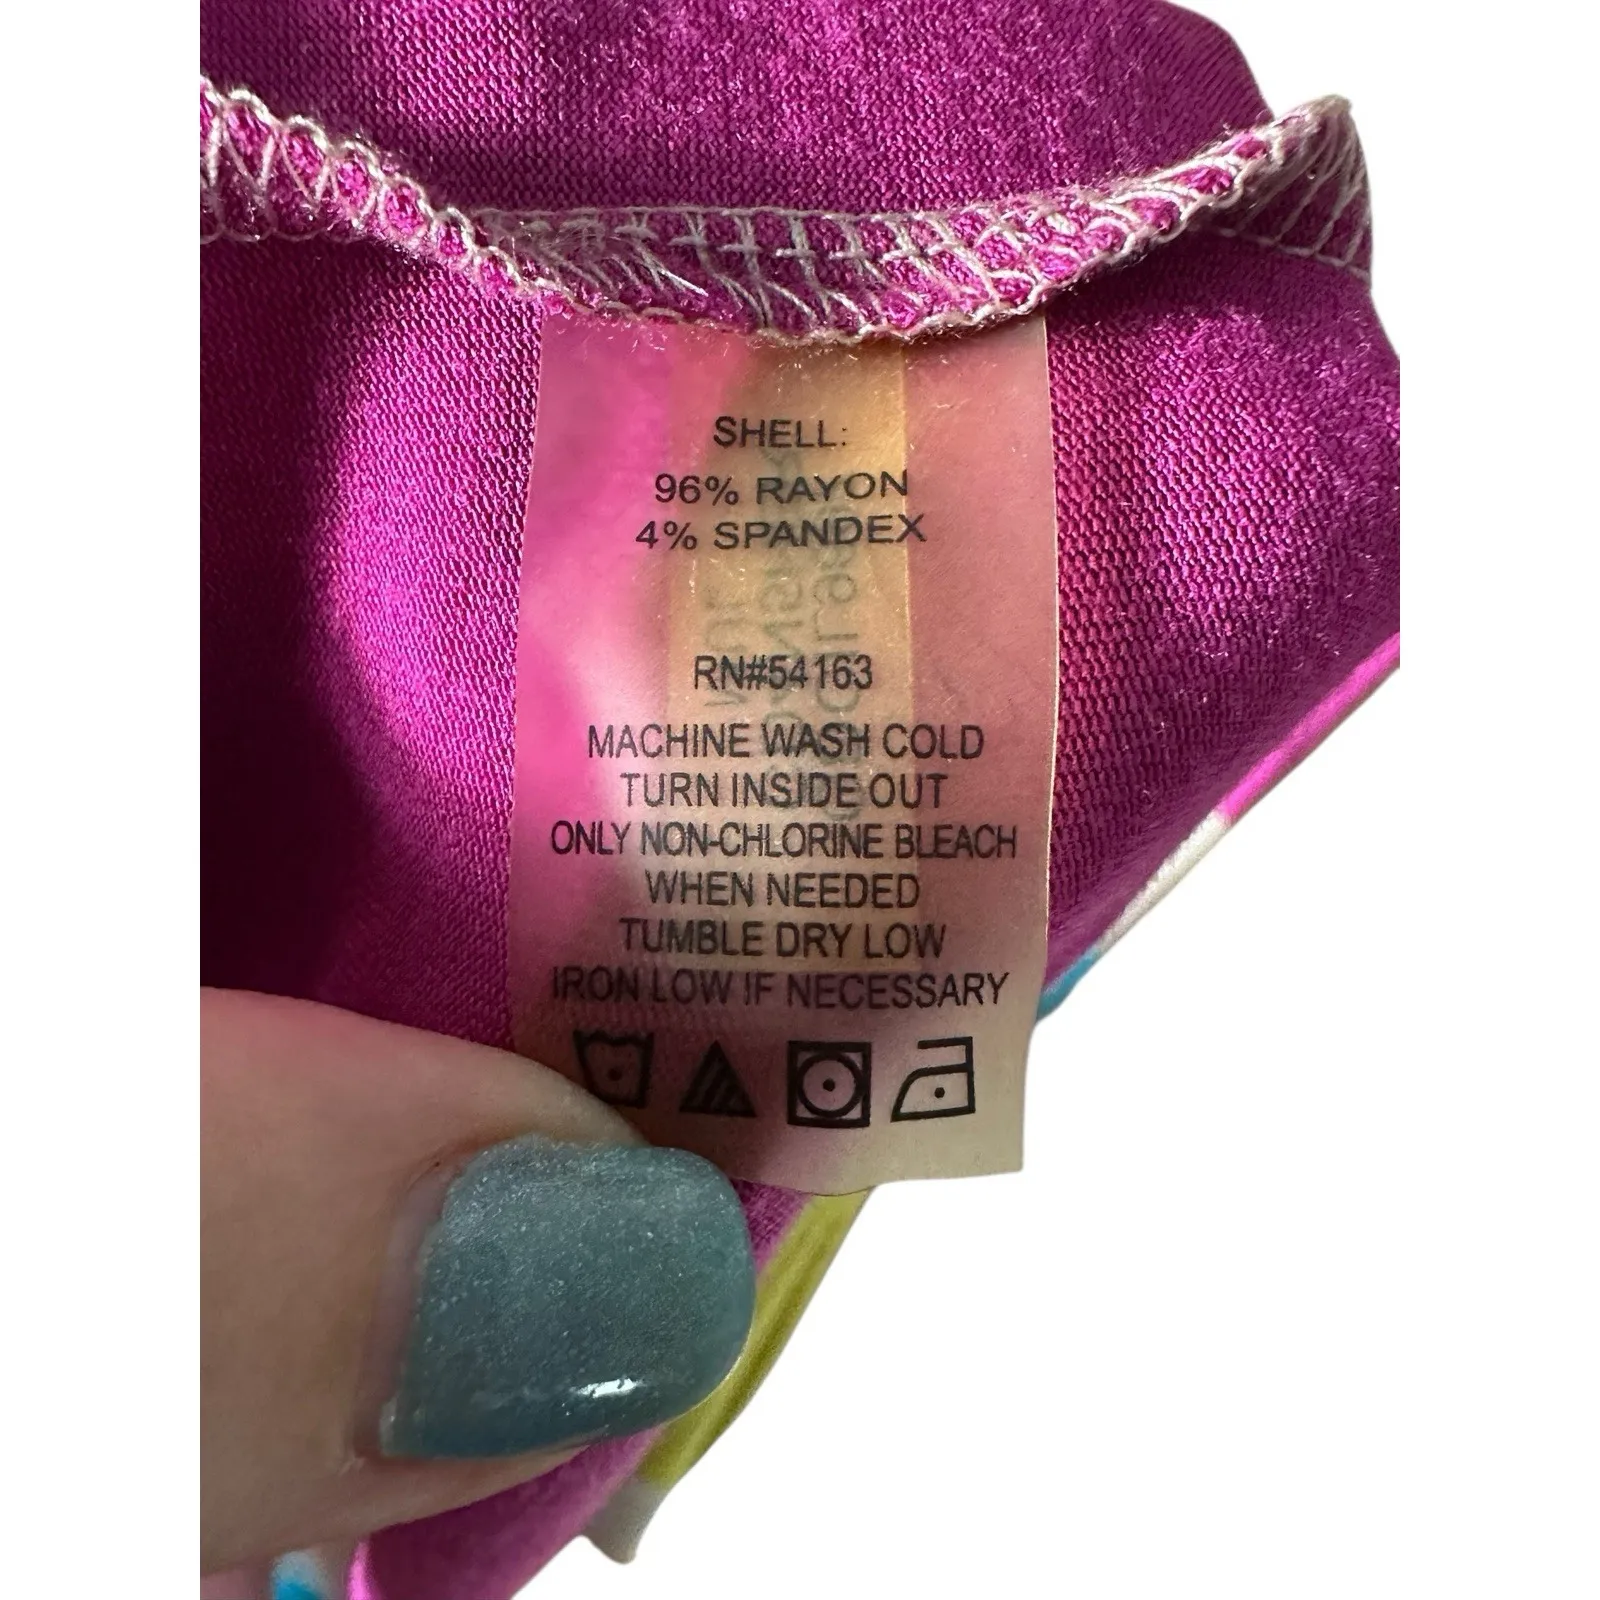 SHELL:
96% RAYON
4% SPANDEX
RN#54163
MACHINE WASH COLD
TURN INSIDE OUT
ONLY NON-CHLORINE BLEACH
WHEN NEEDED
TUMBLE DRY LOW
IRON LOW IF NECESSARY